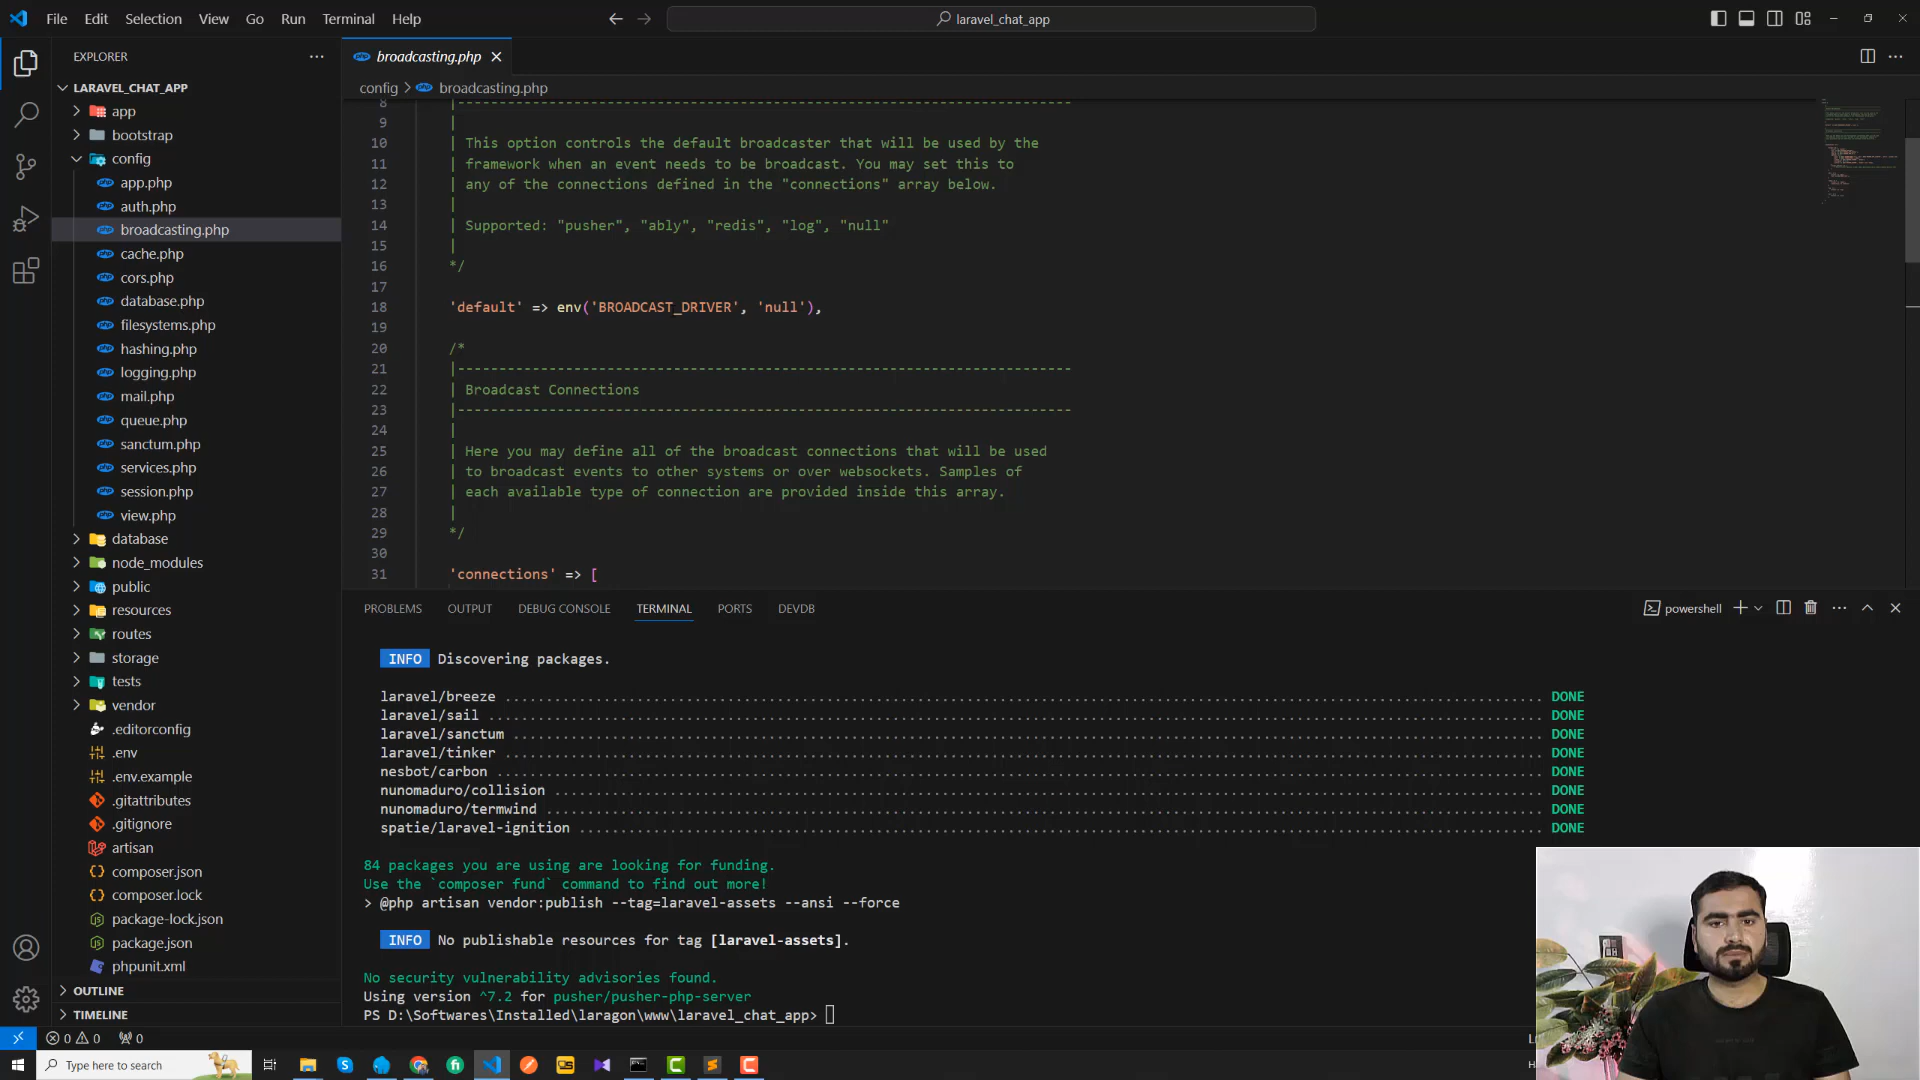 File Edit Selection View Go Run Terminal Help
laravel_chat_app
EXPLORER
LARAVEL_CHAT_APP
app
bootstrap
config
app.php
auth.php
broadcasting.php
cache.php
cors.php
database.php
filesystems.php
hashing.php
logging.php
mail.php
queue.php
sanctum.php
services.php
session.php
view.php
database
node_modules
public
resources
routes
storage
tests
vendor
.editorconfig
.env
.env.example
.gitattributes
.gitignore
artisan
composer.json
composer.lock
package-lock.json
package.json
phpunit.xml
OUTLINE
TIMELINE
broadcasting.php
config > broadcasting.php
8 |--------------------------------------------------------------------------
9 |
10 | This option controls the default broadcaster that will be used by the
11 | framework when an event needs to be broadcast. You may set this to
12 | any of the connections defined in the "connections" array below.
13 |
14 | Supported: "pusher", "ably", "redis", "log", "null"
15 |
16 */
17
18 'default' => env('BROADCAST_DRIVER', 'null'),
19
20 /*
21 |--------------------------------------------------------------------------
22 | Broadcast Connections
23 |--------------------------------------------------------------------------
24 |
25 | Here you may define all of the broadcast connections that will be used
26 | to broadcast events to other systems or over websockets. Samples of
27 | each available type of connection are provided inside this array.
28 |
29 */
30
31 'connections' => [
PROBLEMS OUTPUT DEBUG CONSOLE TERMINAL PORTS DEVDB
powershell
INFO Discovering packages.
laravel/breeze DONE
laravel/sail DONE
laravel/sanctum DONE
laravel/tinker DONE
nesbot/carbon DONE
nunomaduro/collision DONE
nunomaduro/termwind DONE
spatie/laravel-ignition DONE
84 packages you are using are looking for funding.
Use the `composer fund` command to find out more!
> @php artisan vendor:publish --tag=laravel-assets --ansi --force
INFO No publishable resources for tag [laravel-assets].
No security vulnerability advisories found.
Using version ^7.2 for pusher/pusher-php-server
PS D:\Softwares\Installed\laragon\www\laravel_chat_app>
0 0 0
Type here to search